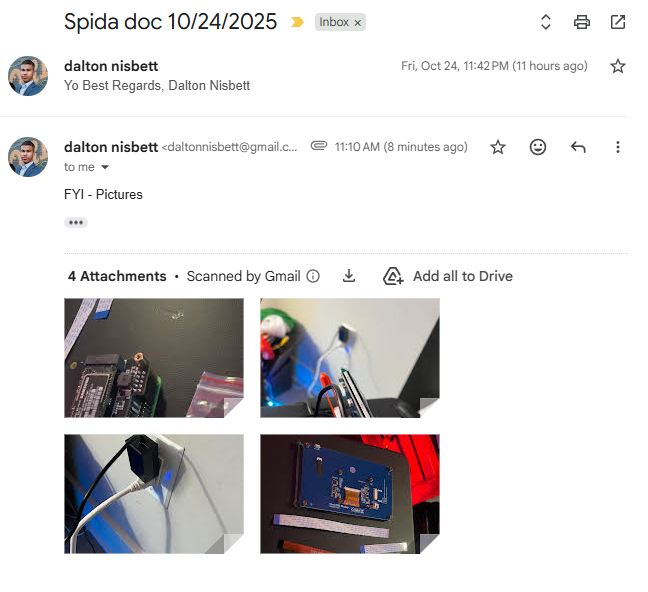 Spida doc 10/24/2025 Inbox ×
dalton nisbett Fri, Oct 24, 11:42 PM (11 hours ago)
Yo Best Regards, Dalton Nisbett
dalton nisbett <daltonnisbett@gmail.c... 11:10 AM (8 minutes ago)
to me
FYI - Pictures
4 Attachments • Scanned by Gmail Add all to Drive